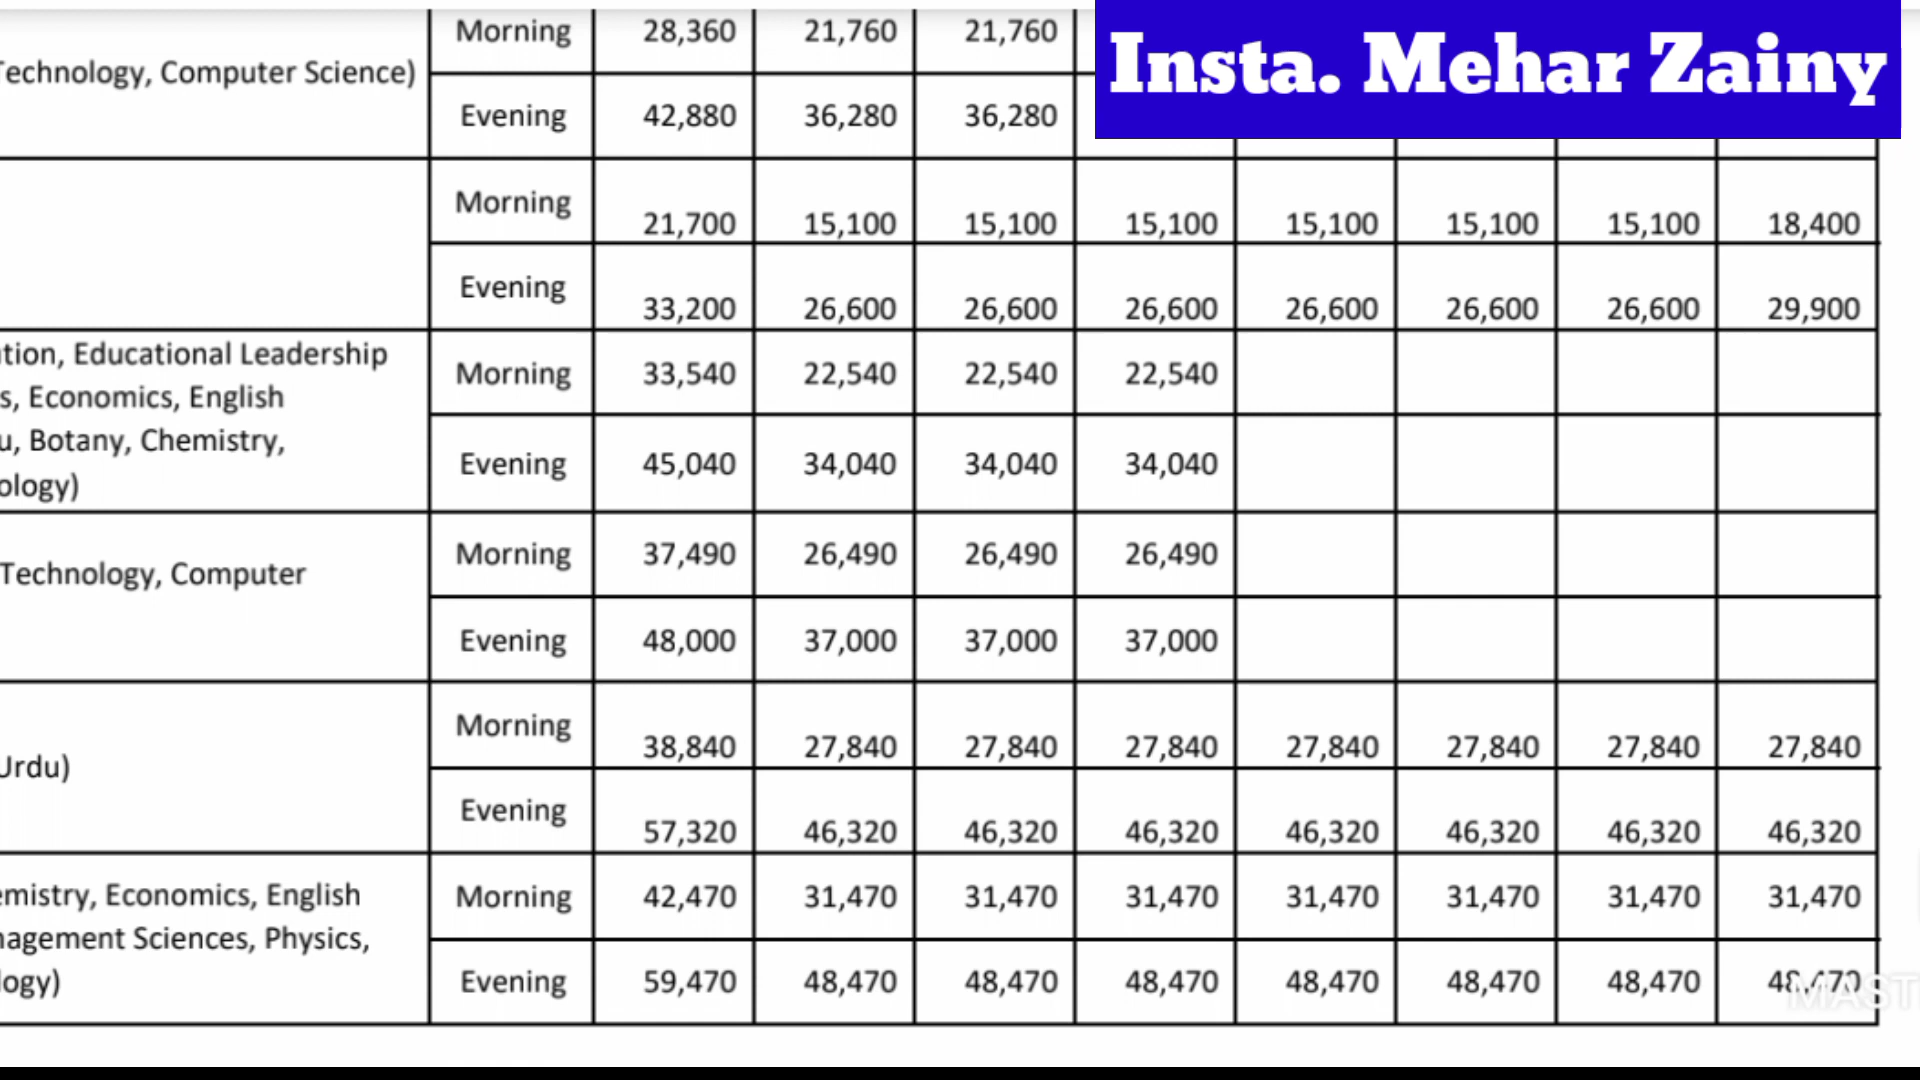 Insta. Mehar Zainy
Technology, Computer Science) Morning 28,360 21,760 21,760
Evening 42,880 36,280 36,280
Morning 21,700 15,100 15,100 15,100 15,100 15,100 15,100 18,400
Evening 33,200 26,600 26,600 26,600 26,600 26,600 26,600 29,900
tion, Educational Leadership
s, Economics, English
u, Botany, Chemistry,
ology)
Morning 33,540 22,540 22,540 22,540
Evening 45,040 34,040 34,040 34,040
Technology, Computer
Morning 37,490 26,490 26,490 26,490
Evening 48,000 37,000 37,000 37,000
Urdu)
Morning 38,840 27,840 27,840 27,840 27,840 27,840 27,840 27,840
Evening 57,320 46,320 46,320 46,320 46,320 46,320 46,320 46,320
emistry, Economics, English
nagement Sciences, Physics,
logy)
Morning 42,470 31,470 31,470 31,470 31,470 31,470 31,470 31,470
Evening 59,470 48,470 48,470 48,470 48,470 48,470 48,470 48,470
MAST